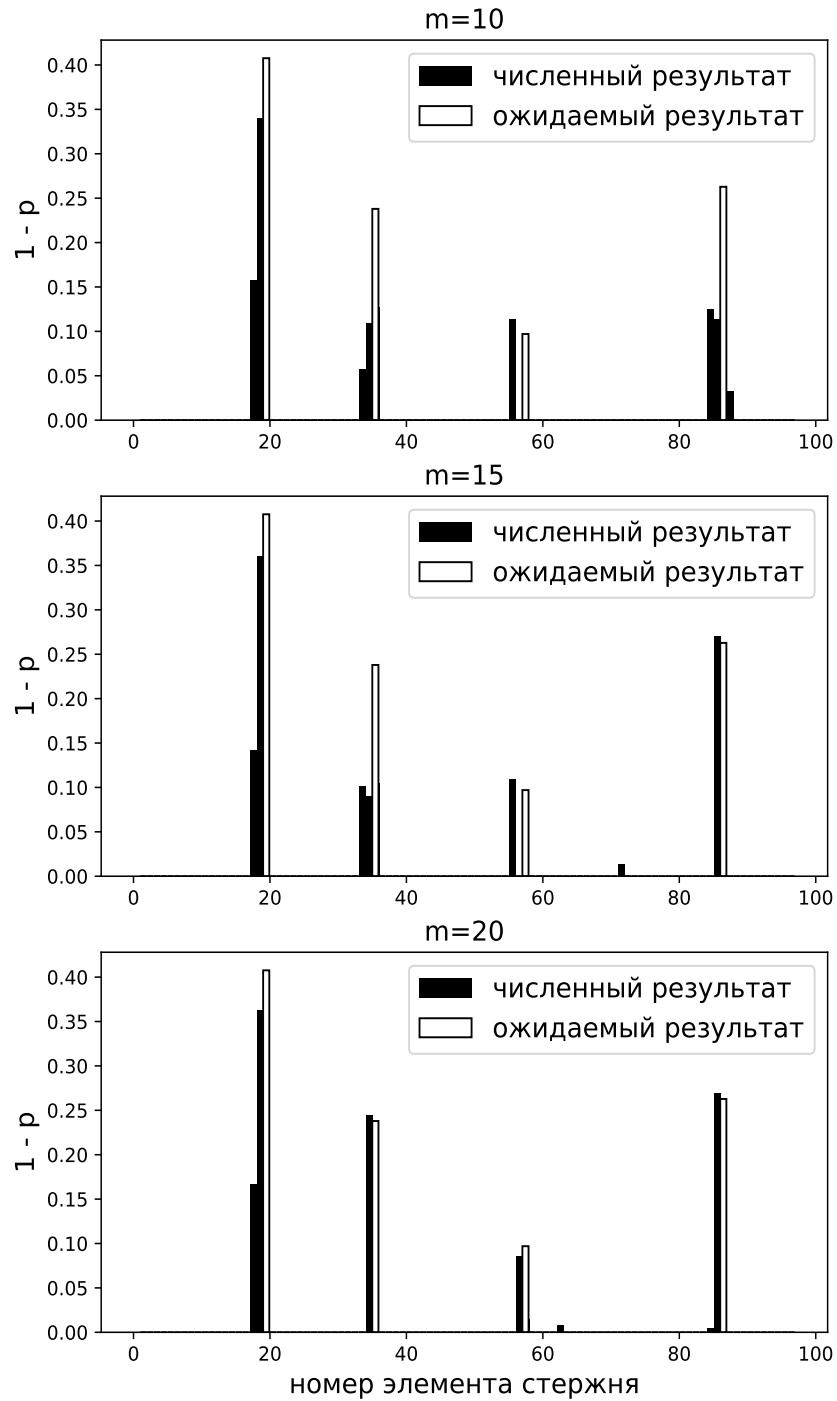 m=10
0.40
0.35
0.30
0.25
0.20
0.15
0.10
0.05
0.00
1 - p
численный результат
ожидаемый результат
0 20 40 60 80 100
m=15
0.40
0.35
0.30
0.25
0.20
0.15
0.10
0.05
0.00
1 - p
численный результат
ожидаемый результат
0 20 40 60 80 100
m=20
0.40
0.35
0.30
0.25
0.20
0.15
0.10
0.05
0.00
1 - p
численный результат
ожидаемый результат
0 20 40 60 80 100
номер элемента стержня